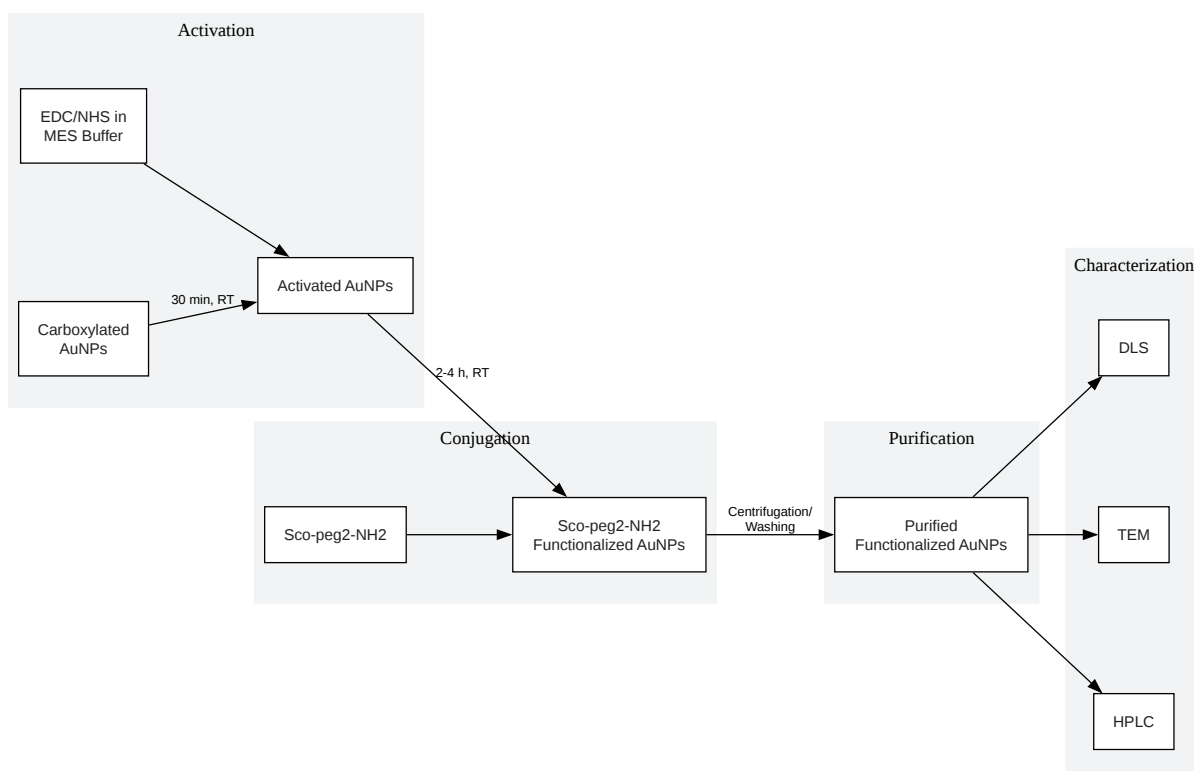 Activation
EDC/NHS in
MES Buffer
Activated AuNPs
30 min, RT
Carboxylated
AuNPs
2-4 h, RT
Conjugation
Sco-peg2-NH2
Sco-peg2-NH2
Functionalized AuNPs
Centrifugation/
Washing
Purification
Purified
Functionalized AuNPs
Characterization
DLS
TEM
HPLC